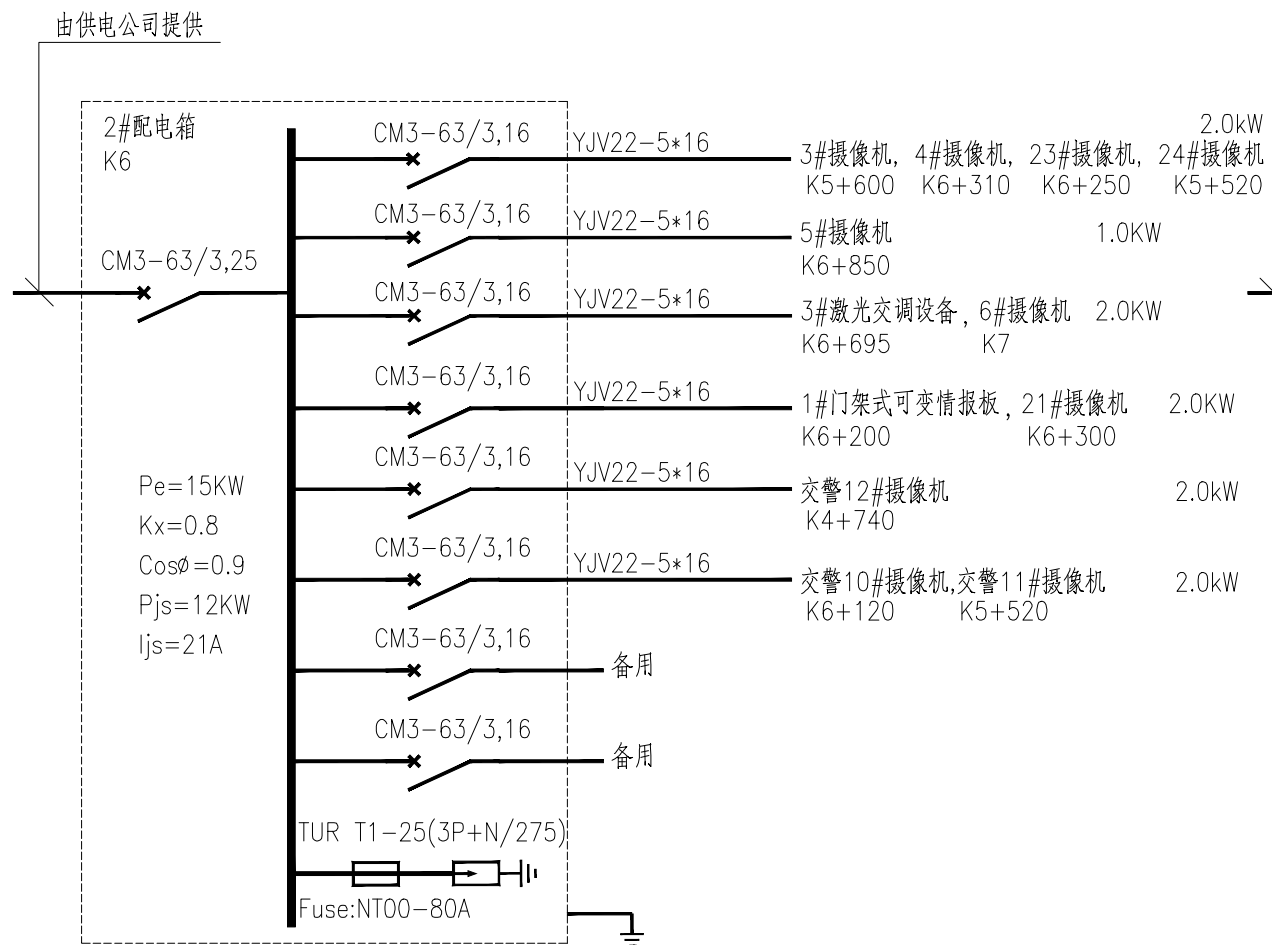 由供电公司提供
2#配电箱
K6
CM3-63/3,25
CM3-63/3,16
YJV22-5*16
2.0kW
3#摄像机, 4#摄像机, 23#摄像机, 24#摄像机
K5+600 K6+310 K6+250 K5+520
CM3-63/3,16
YJV22-5*16
5#摄像机 1.0KW
K6+850
CM3-63/3,16
YJV22-5*16
3#激光交调设备, 6#摄像机 2.0KW
K6+695 K7
CM3-63/3,16
YJV22-5*16
1#门架式可变情报板, 21#摄像机 2.0KW
K6+200 K6+300
CM3-63/3,16
YJV22-5*16
交警12#摄像机 2.0kW
K4+740
CM3-63/3,16
YJV22-5*16
交警10#摄像机,交警11#摄像机 2.0kW
K6+120 K5+520
CM3-63/3,16
备用
CM3-63/3,16
备用
Pe=15KW
Kx=0.8
Cosø=0.9
Pjs=12KW
Ijs=21A
TUR T1-25(3P+N/275)
Fuse:NT00-80A